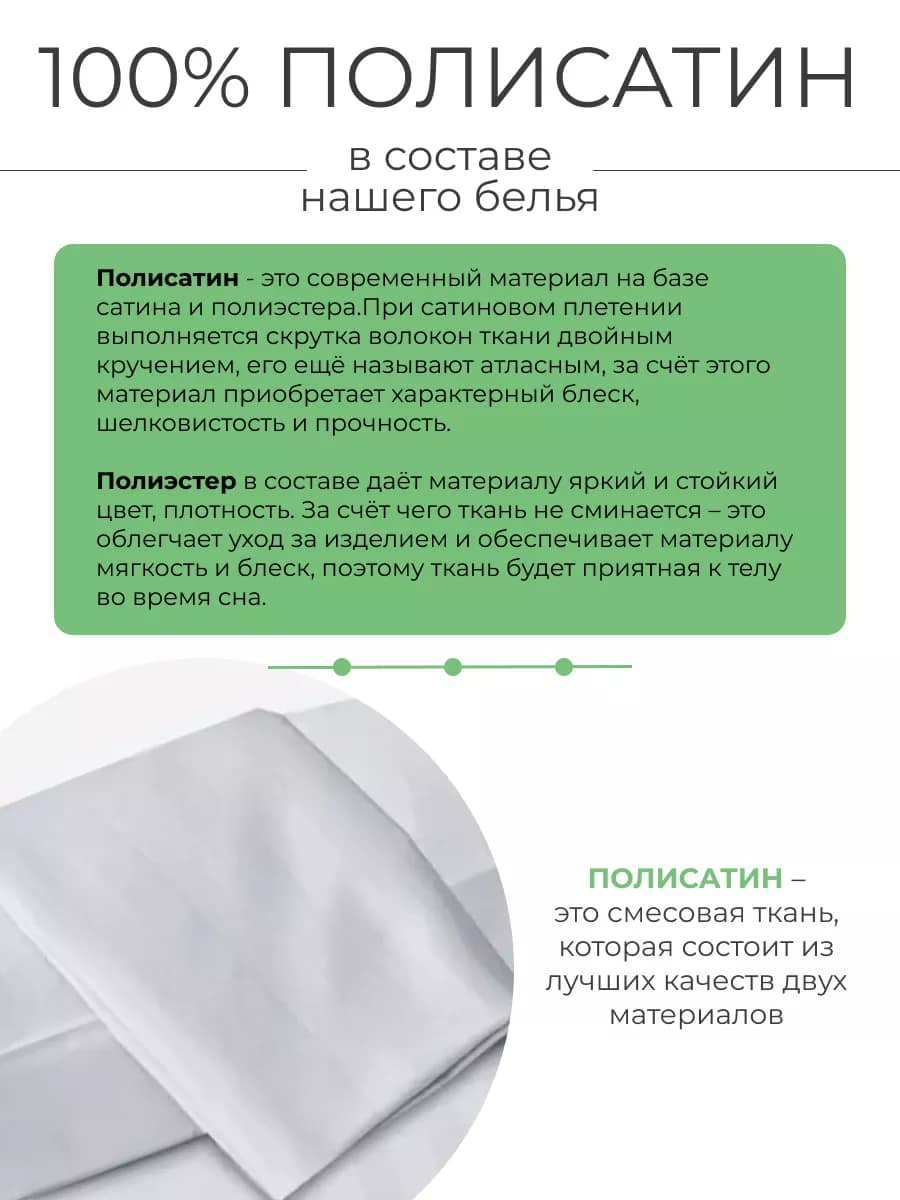 100% ПОЛИСАТИН
в составе
нашего белья
Полисатин - это современный материал на базе
сатина и полиэстера.При сатиновом плетении
выполняется скрутка волокон ткани двойным
кручением, его ещё называют атласным, за счёт этого
материал приобретает характерный блеск,
шелковистость и прочность.
Полиэстер в составе даёт материалу яркий и стойкий
цвет, плотность. За счёт чего ткань не сминается – это
облегчает уход за изделием и обеспечивает материалу
мягкость и блеск, поэтому ткань будет приятная к телу
во время сна.
ПОЛИСАТИН –
это смесовая ткань,
которая состоит из
лучших качеств двух
материалов